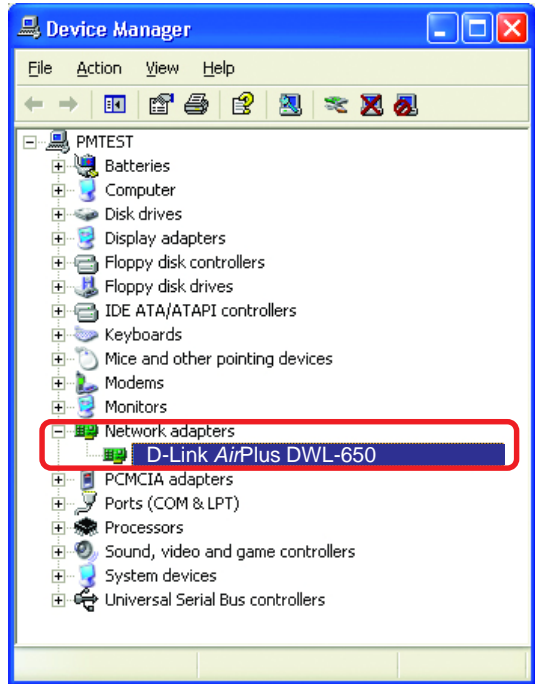 Device Manager
File Action View Help
PMTEST
Batteries
Computer
Disk drives
Display adapters
Floppy disk controllers
Floppy disk drives
IDE ATA/ATAPI controllers
Keyboards
Mice and other pointing devices
Modems
Monitors
Network adapters
D-Link AirPlus DWL-650
PCMCIA adapters
Ports (COM & LPT)
Processors
Sound, video and game controllers
System devices
Universal Serial Bus controllers